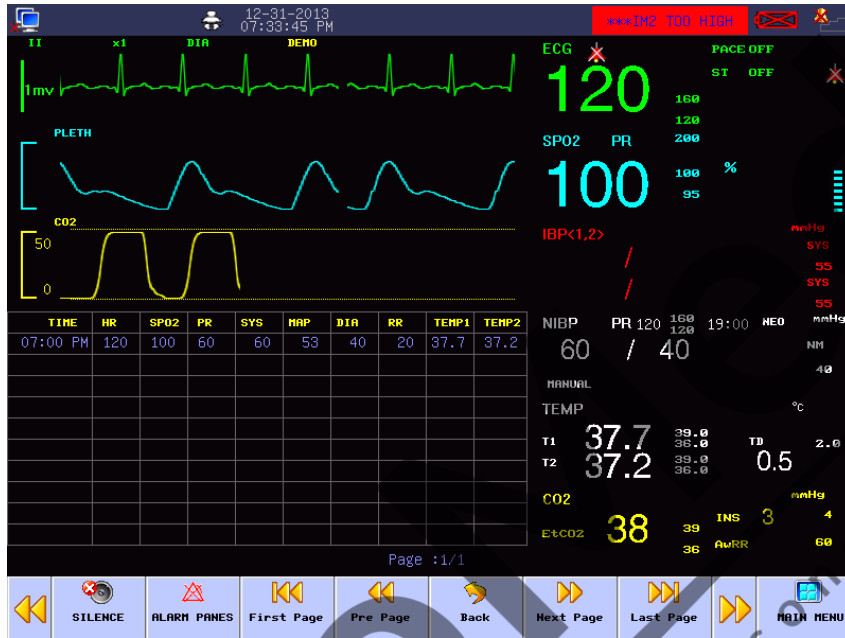 12-31-2013
07:33:45 PM
***IM2 TOO HIGH
II x1 DIA DEMO
1mv
PLETH
CO2
50
0
ECG PACE OFF
120 ST OFF
160
120
SPO2 PR 200
100 100 %
95
IBP<1,2> mmHg
/ SYS
55
/ SYS
55
TIME HR SPO2 PR SYS MAP DIA RR TEMP1 TEMP2
07:00 PM 120 100 60 60 53 40 20 37.7 37.2
Page :1/1
NIBP PR 120 160 120 19:00 NEO mmHg
60 / 40 NM
40
MANUAL
TEMP °C
T1 37.7 39.0 36.0 TD 2.0
T2 37.2 39.0 36.0 0.5
CO2 mmHg
EtCO2 38 39 INS 3 4
36 AwRR 60
SILENCE ALARM PANES First Page Pre Page Back Next Page Last Page MAIN MENU